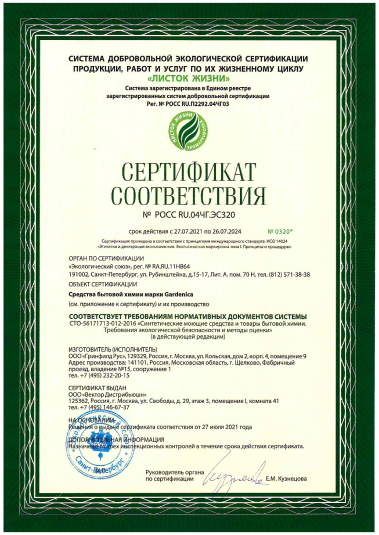 СИСТЕМА ДОБРОВОЛЬНОЙ ЭКОЛОГИЧЕСКОЙ СЕРТИФИКАЦИИ
ПРОДУКЦИИ, РАБОТ И УСЛУГ ПО ИХ ЖИЗНЕННОМУ ЦИКЛУ
«ЛИСТОК ЖИЗНИ»
Система зарегистрирована в Едином реестре
зарегистрированных систем добровольной сертификации
Рег. № РОСС RU.П2292.04ЧГ03
ЛИСТОК ЖИЗНИ
СЕРТИФИКАТ
СООТВЕТСТВИЯ
№ РОСС RU.04ЧГ.ЭС320
срок действия с 27.07.2021 по 26.07.2024
№ 0320*
Сертификация проведена в соответствии с принципами международного стандарта ИСО 14024
«Этикетки и декларации экологические. Экологическая маркировка типа I. Принципы и процедуры»
ОРГАН ПО СЕРТИФИКАЦИИ
«Экологический союз», рег. № RA.RU.11НВ64
191002, Санкт-Петербург, ул. Рубинштейна, д.15-17, Лит. А, пом. 70 Н, тел. (812) 571-38-38
ОБЪЕКТ СЕРТИФИКАЦИИ
Средства бытовой химии марки Gardenica
(см. приложение к сертификату) и их производство
СООТВЕТСТВУЕТ ТРЕБОВАНИЯМ НОРМАТИВНЫХ ДОКУМЕНТОВ СИСТЕМЫ
СТО-56171713-012-2016 «Синтетические моющие средства и товары бытовой химии.
Требования экологической безопасности и методы оценки»
(в действующей редакции)
ИЗГОТОВИТЕЛЬ (ИСПОЛНИТЕЛЬ)
ООО«Гринфилд Рус», 129329, Россия, г. Москва, ул. Кольская, дом 2, корп. 4, помещение 9
Адрес производства: 141101, Россия, Московская область, г. Щелково, Фабричный
проезд, владение №15, сооружение 1
тел. +7 (495) 232-20-15
СЕРТИФИКАТ ВЫДАН
ООО«Вектор Дистрибьюшн»
125362, Россия, г. Москва, ул. Свободы, д. 29, этаж 3, помещение I, комната 41
тел. +7 (495) 146-67-37
НА ОСНОВАНИИ
Решения о выдаче сертификата соответствия от 27 июля 2021 года
ДОПОЛНИТЕЛЬНАЯ ИНФОРМАЦИЯ
Назначено трех инспекционных контролей в течение срока действия сертификата.
Санкт-Петербург
Руководитель органа
по сертификации
Е.М. Кузнецова